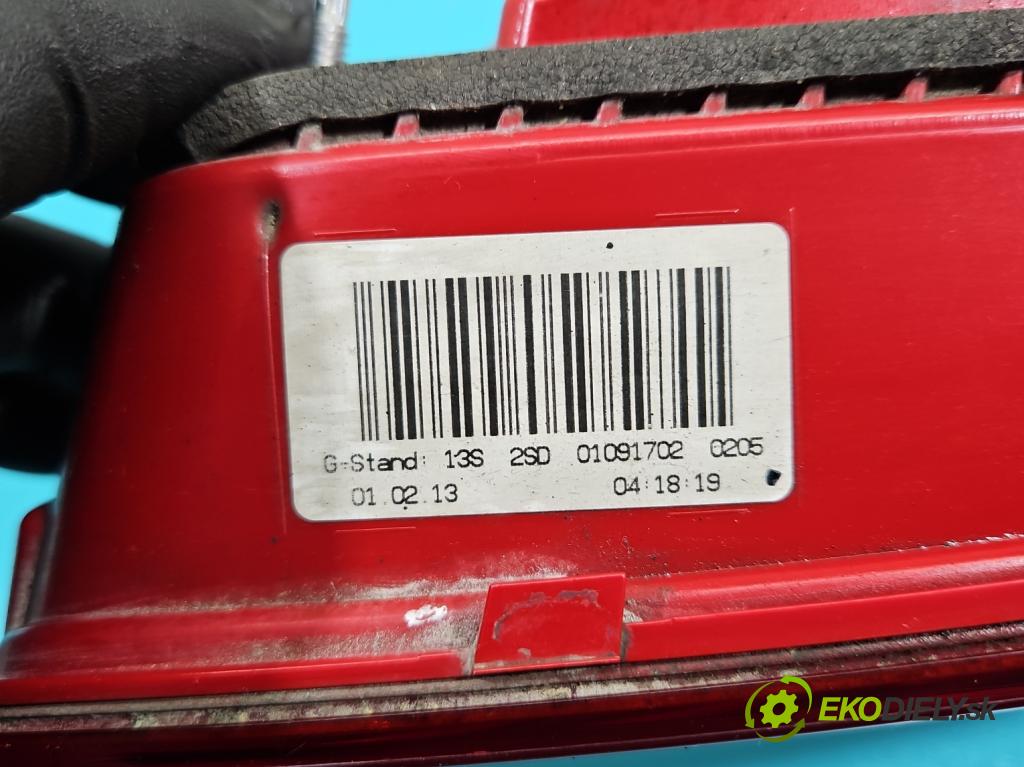 G-Stand: 13S 2SD 01091702 0205
01.02.13 04:18:19
EKODIELY.sk